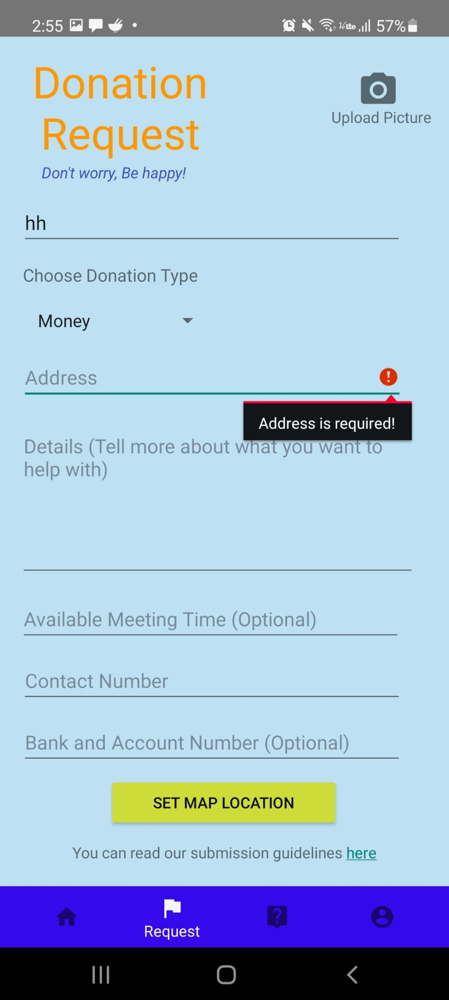 2:55
VoLte
57%
Donation
Request
Upload Picture
Don't worry, Be happy!
hh
Choose Donation Type
Money
Address
Address is required!
Details (Tell more about what you want to
help with)
Available Meeting Time (Optional)
Contact Number
Bank and Account Number (Optional)
SET MAP LOCATION
You can read our submission guidelines here
Request